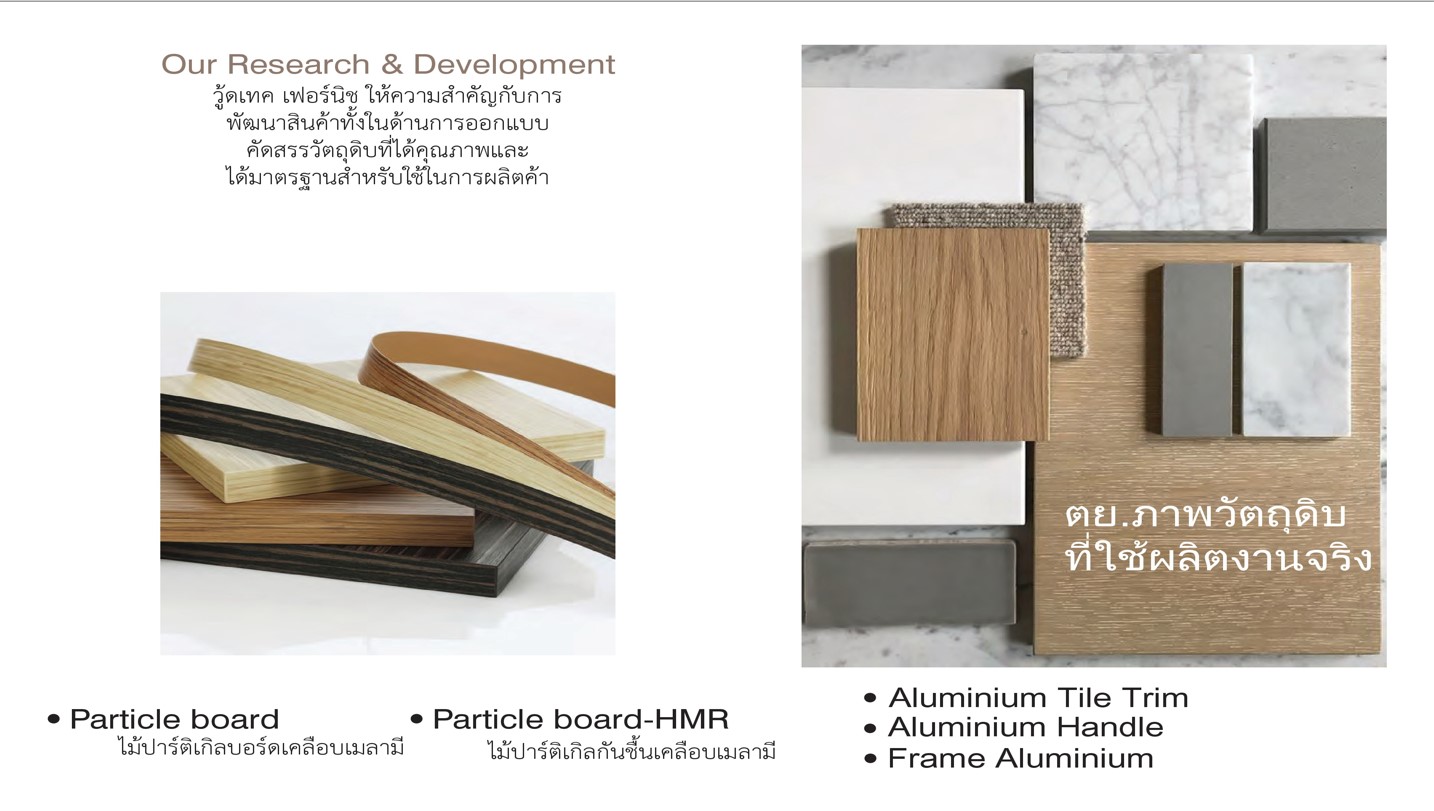 Our Research & Development
วู้ดเทค เฟอร์นิช ให้ความสำคัญกับการ
พัฒนาสินค้าทั้งในด้านการออกแบบ
คัดสรรวัตถุดิบที่ได้คุณภาพและ
ได้มาตรฐานสำหรับใช้ในการผลิตค้า
• Particle board
ไม้ปาร์ติเกิลบอร์ดเคลือบเมลามี
• Particle board-HMR
ไม้ปาร์ติเกิลกันชื้นเคลือบเมลามี
ตย.ภาพวัตถุดิบ
ที่ใช้ผลิตงานจริง
• Aluminium Tile Trim
• Aluminium Handle
• Frame Aluminium